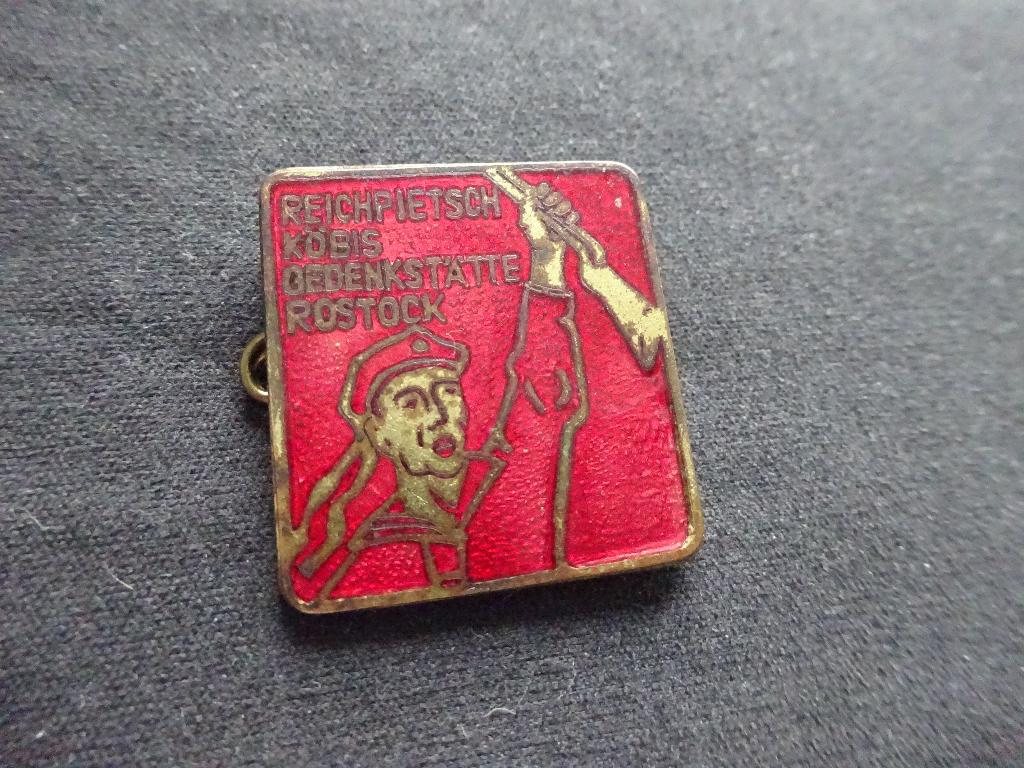 REICHPIETSCH
KÖBIS
GEDENKSTÄTTE
ROSTOCK